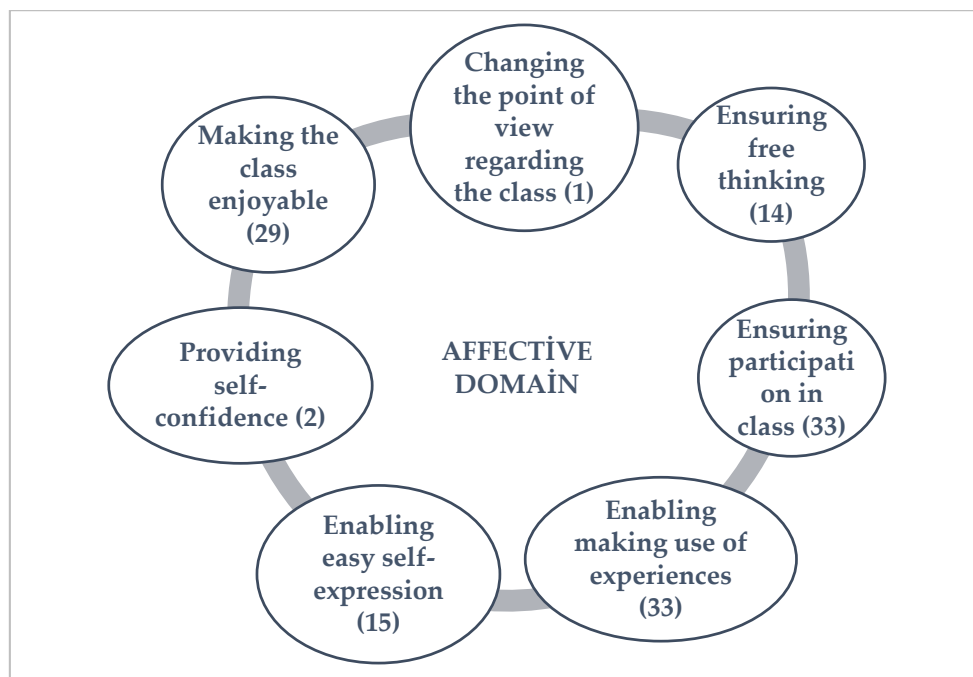 Changing
the point of
view
regarding
the class (1)
Ensuring
free
thinking
(14)
Ensuring
participati
on in
class (33)
Enabling
making use of
experiences
(33)
Enabling
easy self-
expression
(15)
Providing
self-
confidence (2)
Making the
class
enjoyable
(29)
AFFECTİVE
DOMAİN